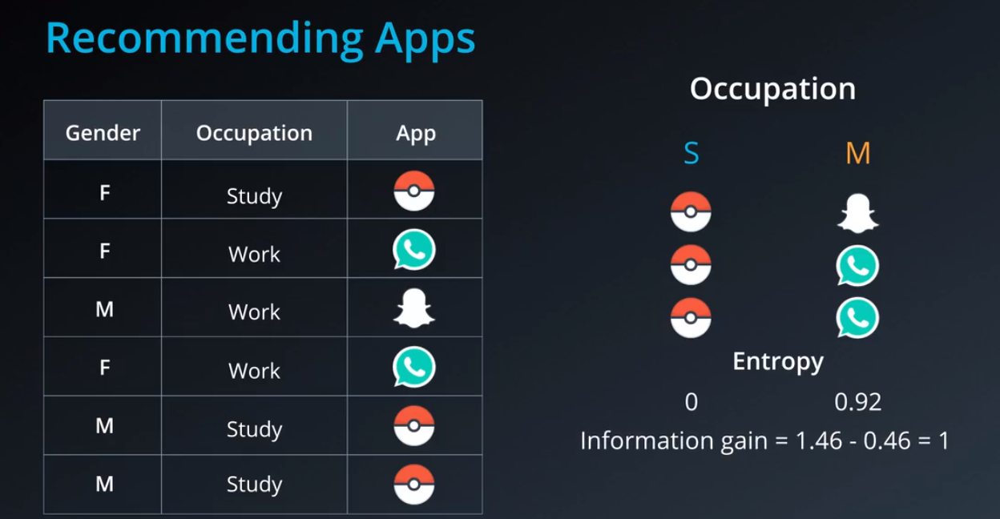 Recommending Apps
Gender Occupation App
F Study
F Work
M Work
F Work
M Study
M Study
Occupation
S M
Entropy
0 0.92
Information gain = 1.46 - 0.46 = 1